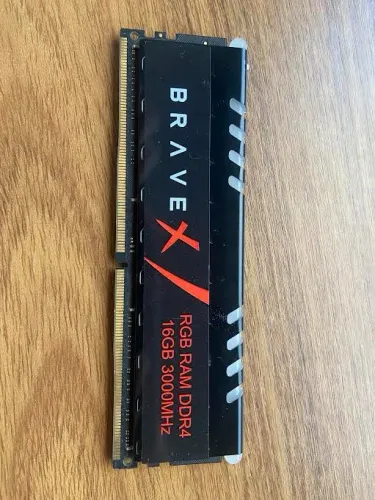 BRAVEX
RGB RAM DDR4
16GB 3000MHz